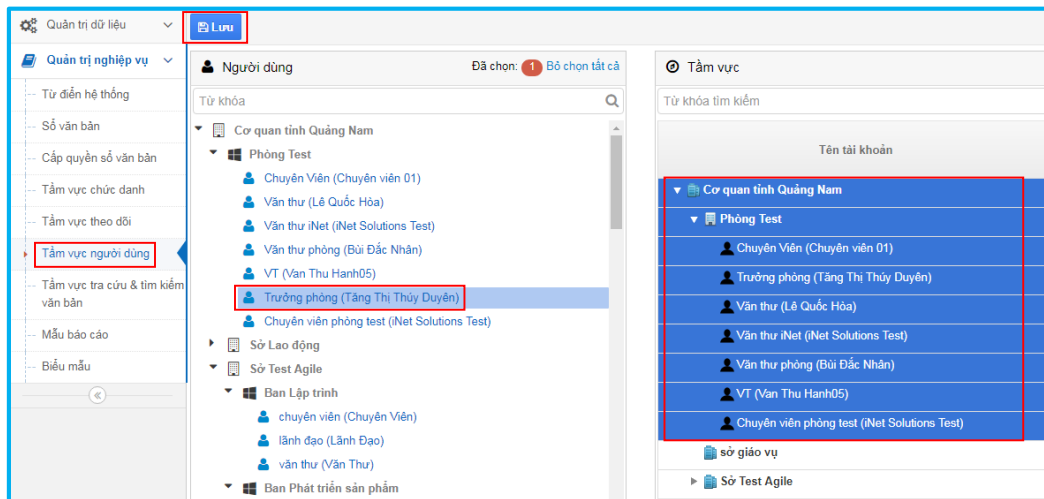 Quản trị dữ liệu
Lưu
Quản trị nghiệp vụ
Từ điển hệ thống
Sổ văn bản
Cấp quyền sổ văn bản
Tầm vực chức danh
Tầm vực theo dõi
Tầm vực người dùng
Tầm vực tra cứu & tìm kiếm
văn bản
Mẫu báo cáo
Biểu mẫu
Người dùng
Đã chọn: 1 Bỏ chọn tất cả
Từ khóa
Cơ quan tỉnh Quảng Nam
Phòng Test
Chuyên Viên (Chuyên viên 01)
Văn thư (Lê Quốc Hòa)
Văn thư iNet (iNet Solutions Test)
Văn thư phòng (Bùi Đắc Nhân)
VT (Van Thu Hanh05)
Trưởng phòng (Tăng Thị Thúy Duyên)
Chuyên viên phòng test (iNet Solutions Test)
Sở Lao động
Sở Test Agile
Ban Lập trình
chuyên viên (Chuyên Viên)
lãnh đạo (Lãnh Đạo)
văn thư (Văn Thư)
Ban Phát triển sản phẩm
Tầm vực
Từ khóa tìm kiếm
Tên tài khoản
Cơ quan tỉnh Quảng Nam
Phòng Test
Chuyên Viên (Chuyên viên 01)
Trưởng phòng (Tăng Thị Thúy Duyên)
Văn thư (Lê Quốc Hòa)
Văn thư iNet (iNet Solutions Test)
Văn thư phòng (Bùi Đắc Nhân)
VT (Van Thu Hanh05)
Chuyên viên phòng test (iNet Solutions Test)
sở giáo vụ
Sở Test Agile